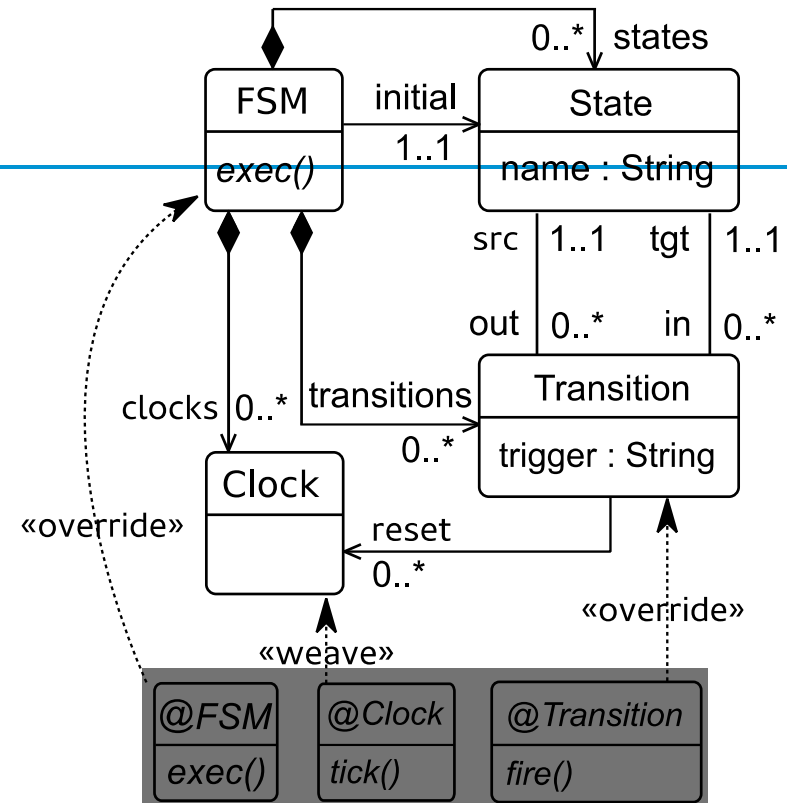 0..* states
FSM
initial
State
1..1
exec()
name : String
src 1..1 tgt 1..1
out 0..* in 0..*
Transition
clocks 0..* transitions
0..*
trigger : String
Clock
reset
«override»
0..*
«override»
«weave»
@FSM
@Clock
@Transition
exec()
tick()
fire()